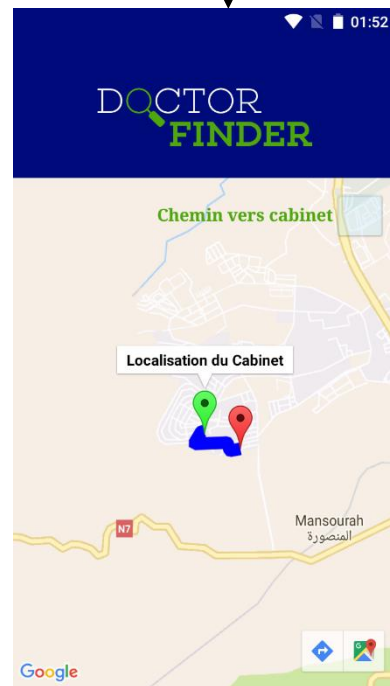 01:52
DOCTOR
FINDER
Chemin vers cabinet
Localisation du Cabinet
N7
Mansourah
المنصورة
Google